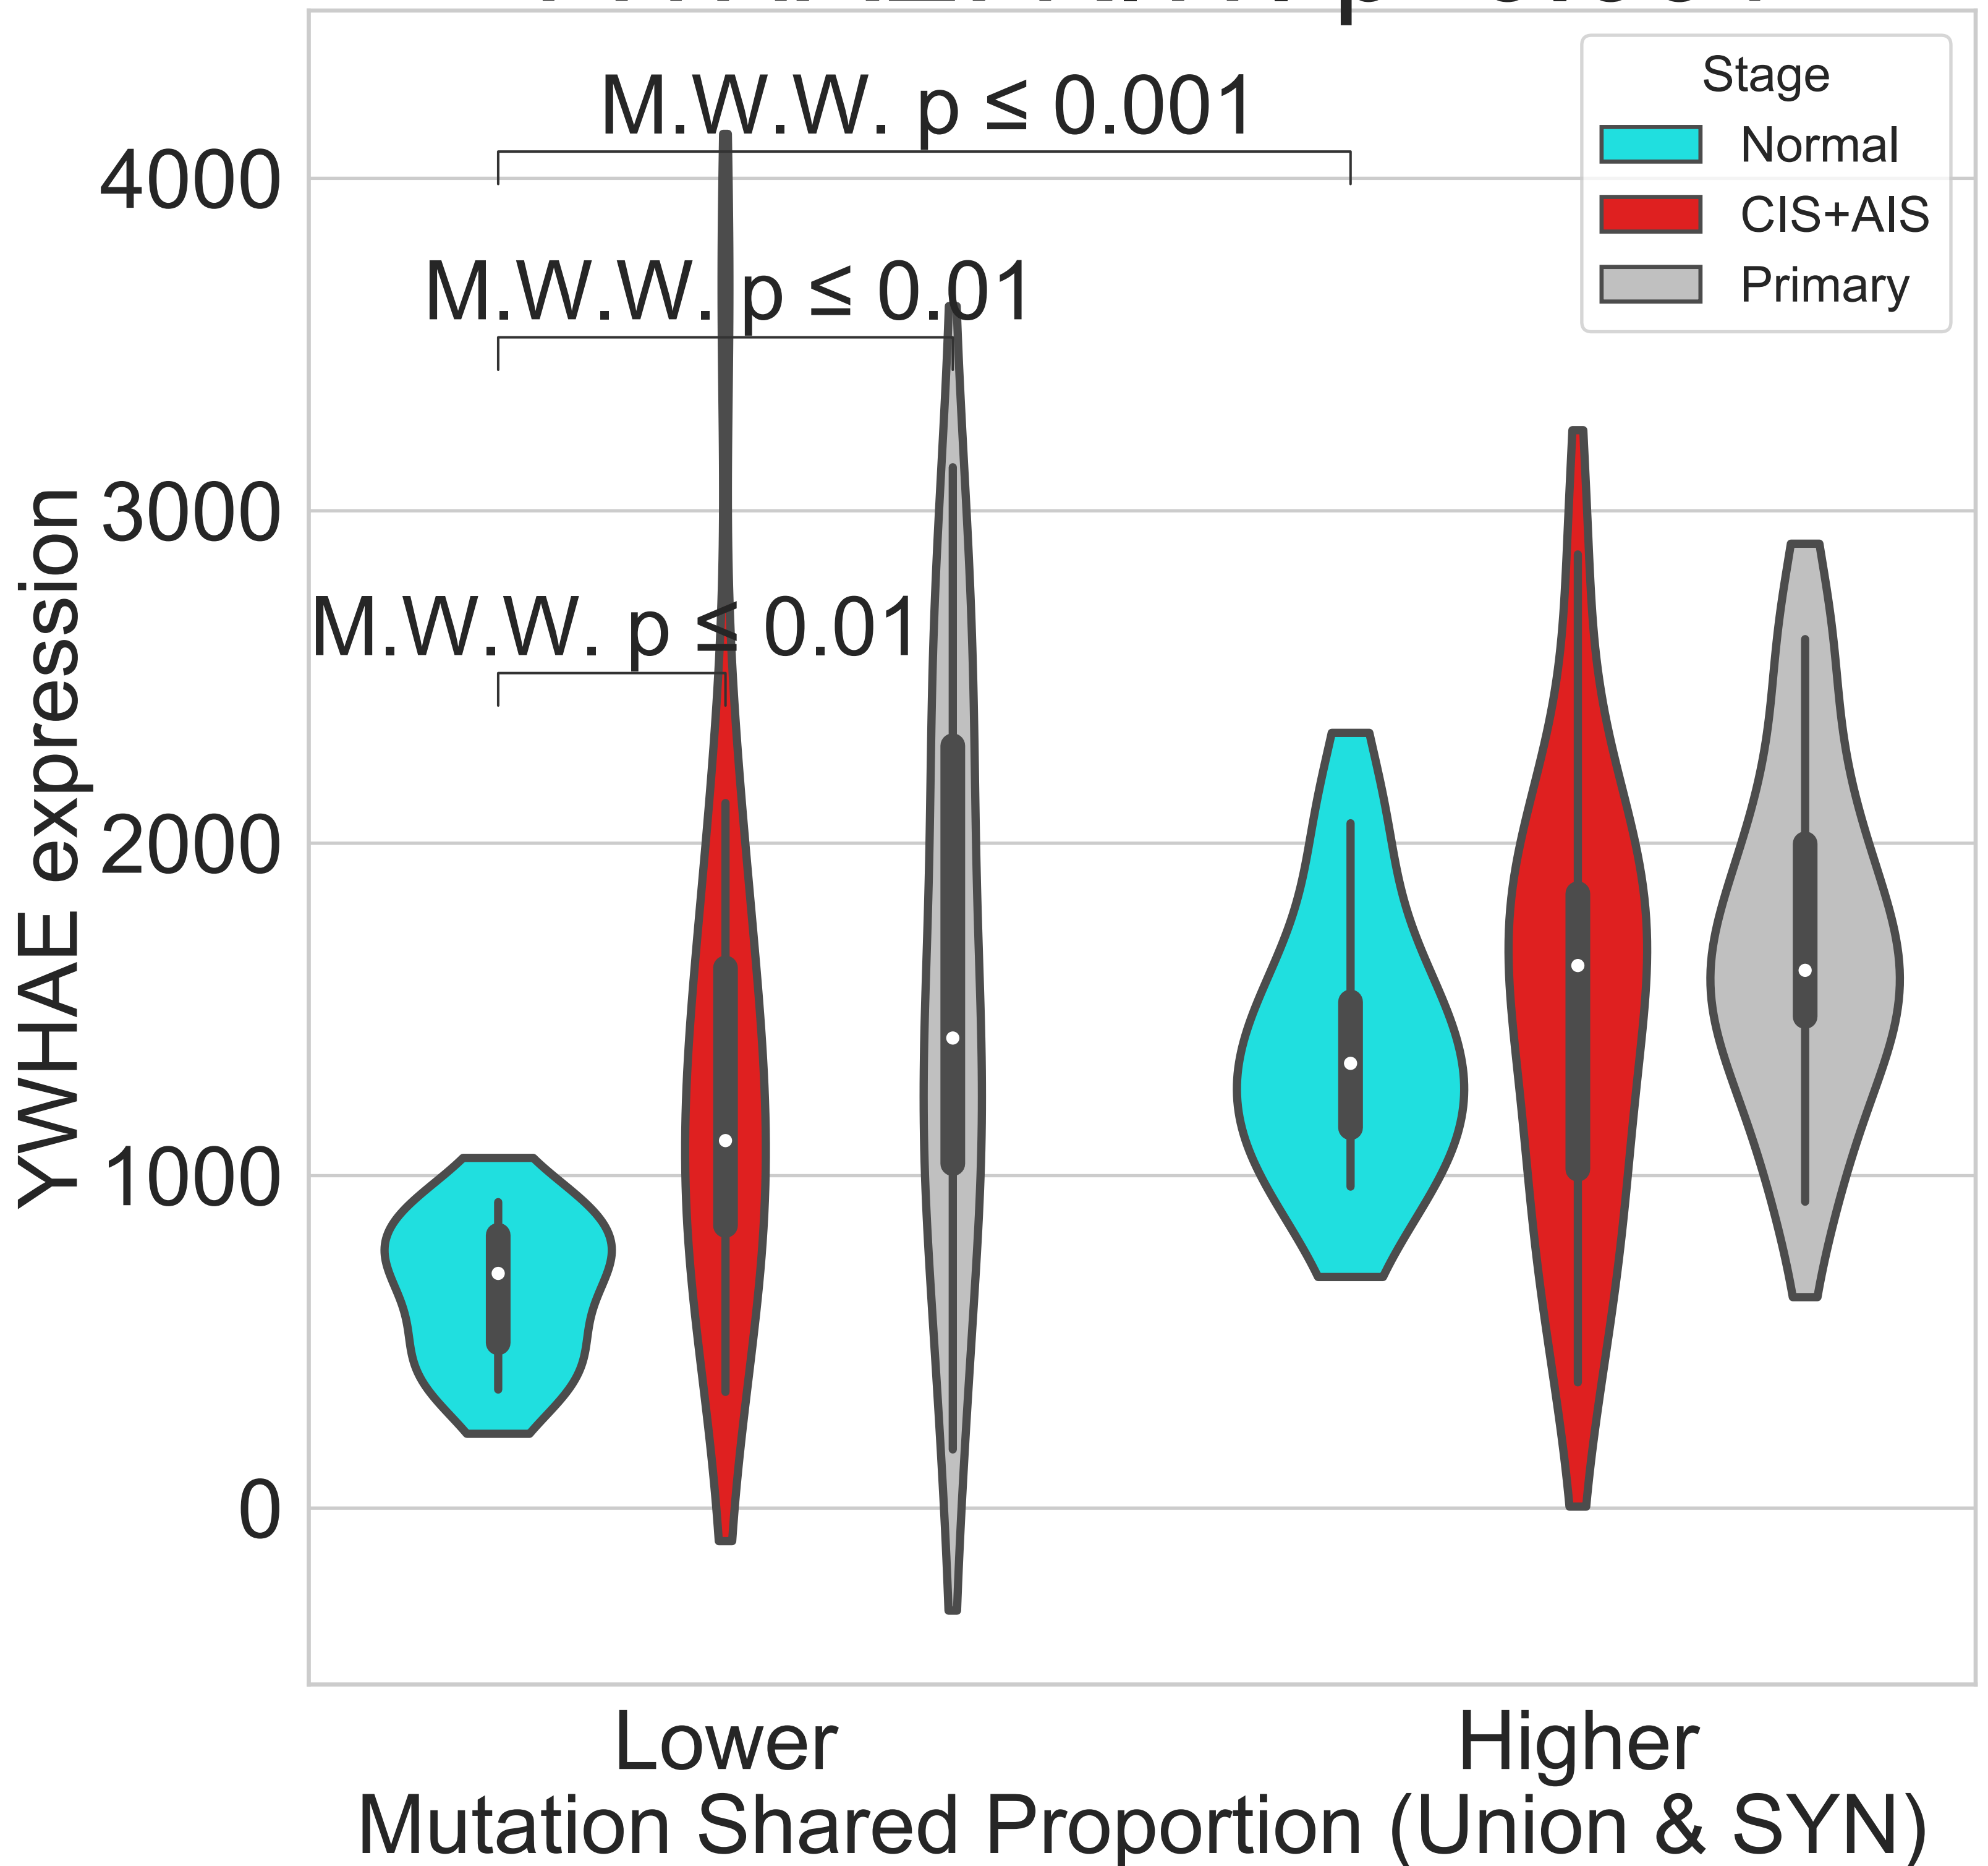 M.W.W. p ≤ 0.001
M.W.W. p ≤ 0.01
M.W.W. p ≤ 0.01
Stage
Normal
CIS+AIS
Primary
4000
3000
2000
1000
0
YWHAE expression
Lower
Higher
Mutation Shared Proportion (Union & SYN)